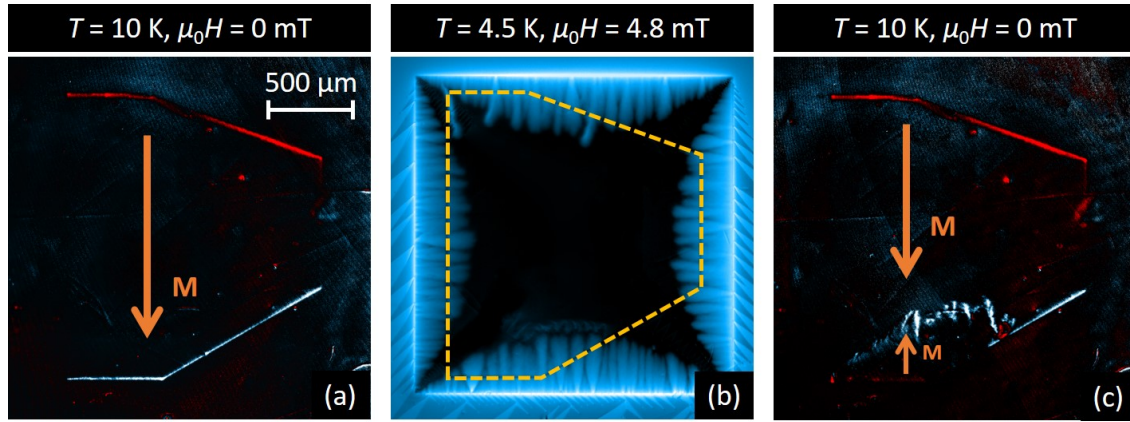 T = 10 K, μ₀H = 0 mT
500 μm
M
(a)
T = 4.5 K, μ₀H = 4.8 mT
(b)
T = 10 K, μ₀H = 0 mT
M
M
(c)